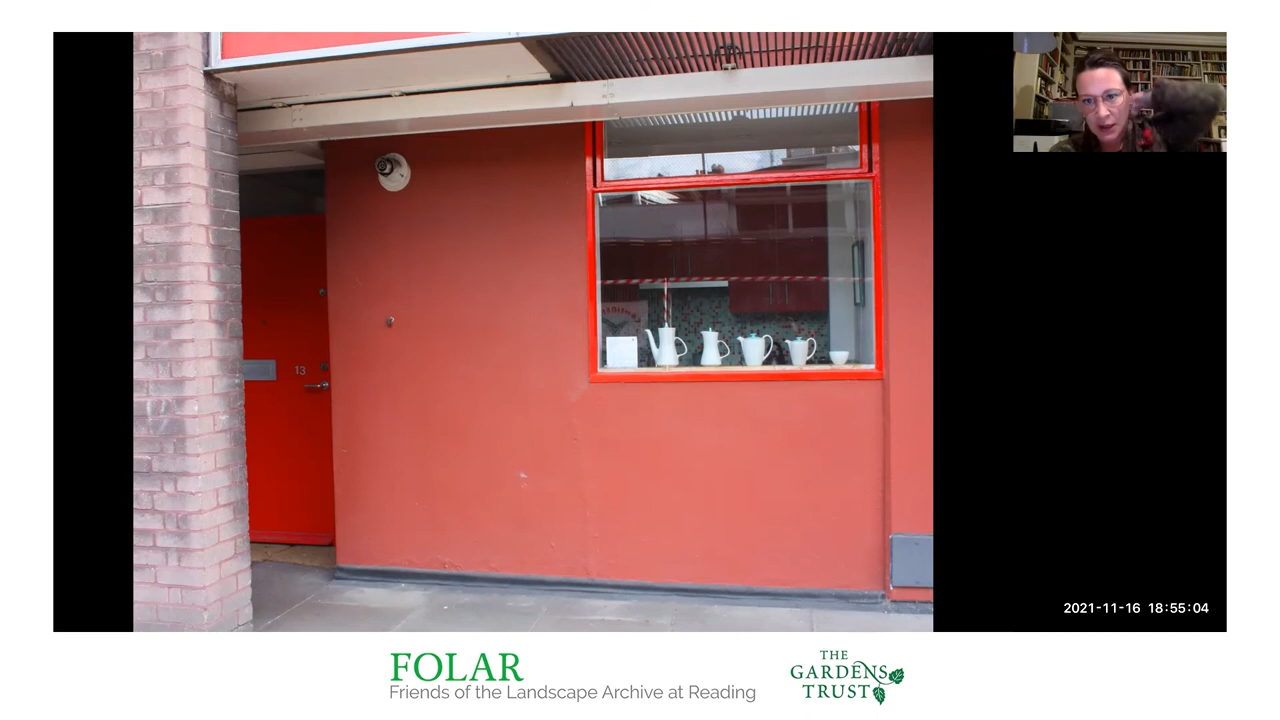 13
2021-11-16 18:55:04
FOLAR
Friends of the Landscape Archive at Reading
THE
GARDENS
TRUST